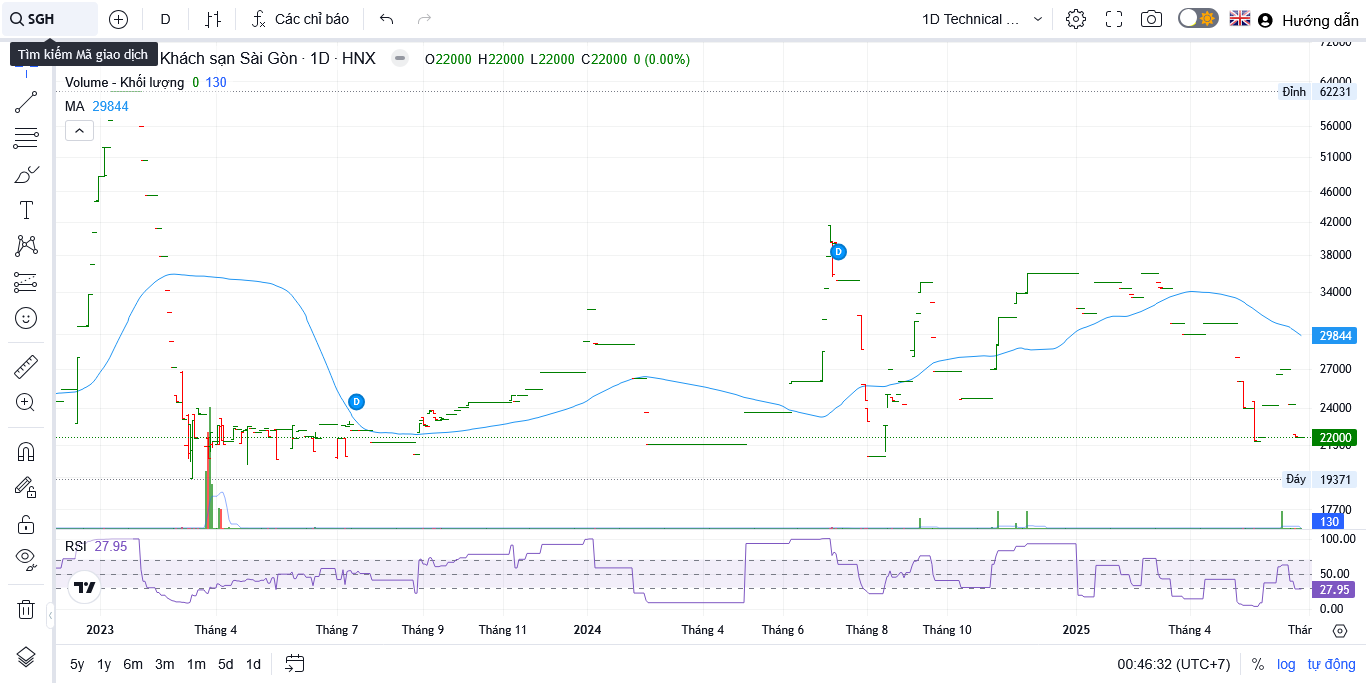 SGH
D
Các chỉ báo
1D Technical ...
Hướng dẫn
Tìm kiếm Mã giao dịch
Khách sạn Sài Gòn · 1D · HNX
O22000 H22000 L22000 C22000 0 (0.00%)
Volume - Khối lượng 0 130
MA 29844
72000
64000
Đỉnh 62231
56000
51000
46000
42000
38000
34000
29844
27000
24000
22000
Đáy 19371
17700
130
D
D
RSI 27.95
100.00
50.00
27.95
0.00
2023 Tháng 4 Tháng 7 Tháng 9 Tháng 11 2024 Tháng 4 Tháng 6 Tháng 8 Tháng 10 2025 Tháng 4 Thár
5y 1y 6m 3m 1m 5d 1d
00:46:32 (UTC+7) % log tự động